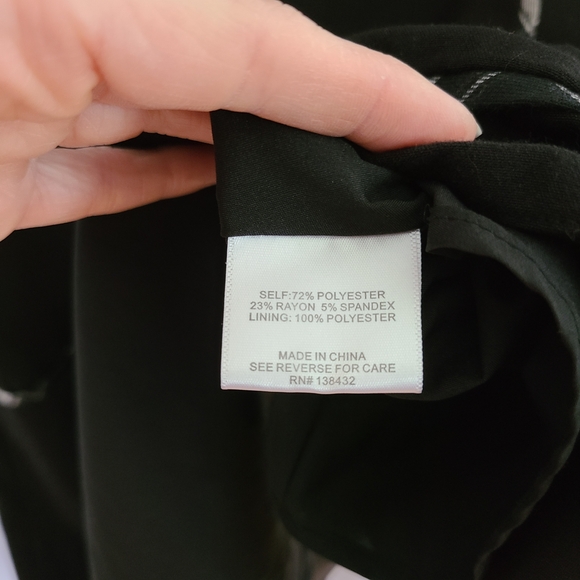 SELF:72% POLYESTER
23% RAYON 5% SPANDEX
LINING: 100% POLYESTER
MADE IN CHINA
SEE REVERSE FOR CARE
RN# 138432